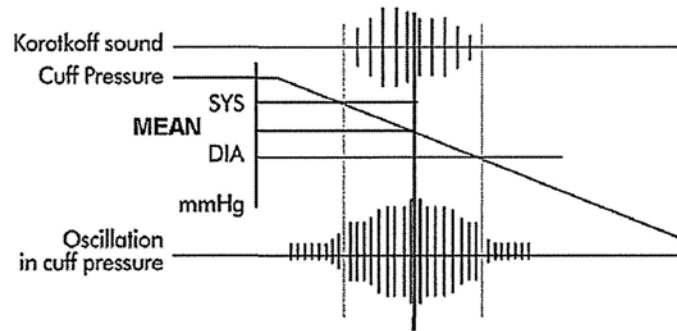 Korotkoff sound
Cuff Pressure
SYS
MEAN
DIA
mmHg
Oscillation
in cuff pressure